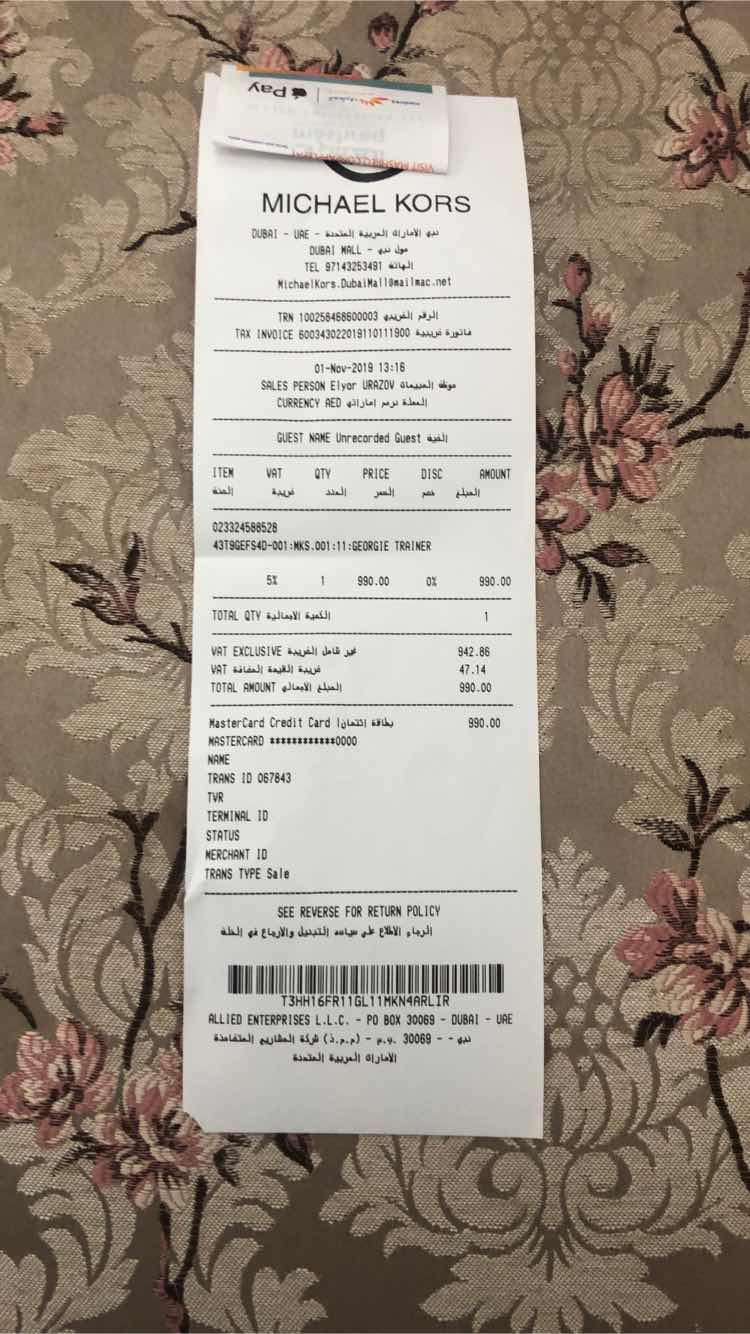 Pay
MICHAEL KORS
DUBAI - UAE - دبي الامارات العربية المتحدة
DUBAI MALL - مول دبي
TEL 97143253491 الهاتف
MichaelKors.DubaiMall@mailmac.net
TRN 100258468600003 الرقم الضريبي
TAX INVOICE 600343022019110111900 فاتورة ضريبية
01-Nov-2019 13:16
SALES PERSON Elyor URAZOV موظف المبيعات
CURRENCY AED العملة درهم إماراتي
GUEST NAME Unrecorded Guest الضيف
ITEM VAT QTY PRICE DISC AMOUNT
الصنف ضريبة العدد السعر خصم المبلغ
023324588528
43T9GEFS4D-001:MKS.001:11:GEORGIE TRAINER
5% 1 990.00 0% 990.00
TOTAL QTY الكمية الاجمالية 1
VAT EXCLUSIVE غير شامل الضريبة 942.86
VAT ضريبة القيمة المضافة 47.14
TOTAL AMOUNT المبلغ الاجمالي 990.00
MasterCard Credit Card بطاقة إئتمان| 990.00
MASTERCARD ************0000
NAME
TRANS ID 067843
TVR
TERMINAL ID
STATUS
MERCHANT ID
TRANS TYPE Sale
SEE REVERSE FOR RETURN POLICY
الرجاء الاطلاع على سياسه التبديل والارجاع في الخلف
T3HH16FR11GL11MKN4ARLIR
ALLIED ENTERPRISES L.L.C. - PO BOX 30069 - DUBAI - UAE
شركة المشاريع المتضامنة (ذ.م.م) - ص.ب. 30069 - دبي -
الامارات العربية المتحدة